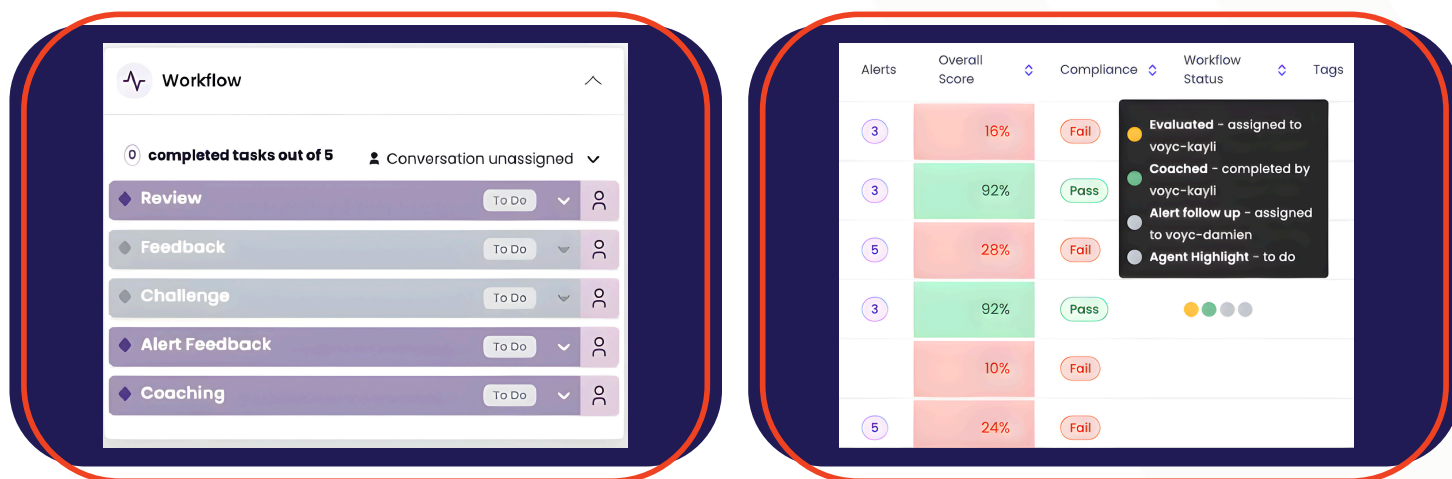 Workflow
0 completed tasks out of 5 Conversation unassigned
Review To Do
Feedback To Do
Challenge To Do
Alert Feedback To Do
Coaching To Do
Alerts Overall Score Compliance Workflow Status Tags
3 16% Fail
Evaluated - assigned to
voyc-kayli
Coached - completed by
voyc-kayli
Alert follow up - assigned
to voyc-damien
Agent Highlight - to do
3 92% Pass
5 28% Fail
3 92% Pass
10% Fail
5 24% Fail